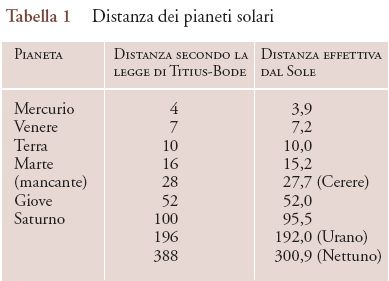 Tabella 1 Distanza dei pianeti solari
PIANETA DISTANZA SECONDO LA LEGGE DI TITIUS-BODE DISTANZA EFFETTIVA DAL SOLE
Mercurio 4 3,9
Venere 7 7,2
Terra 10 10,0
Marte 16 15,2
(mancante) 28 27,7 (Cerere)
Giove 52 52,0
Saturno 100 95,5
196 192,0 (Urano)
388 300,9 (Nettuno)